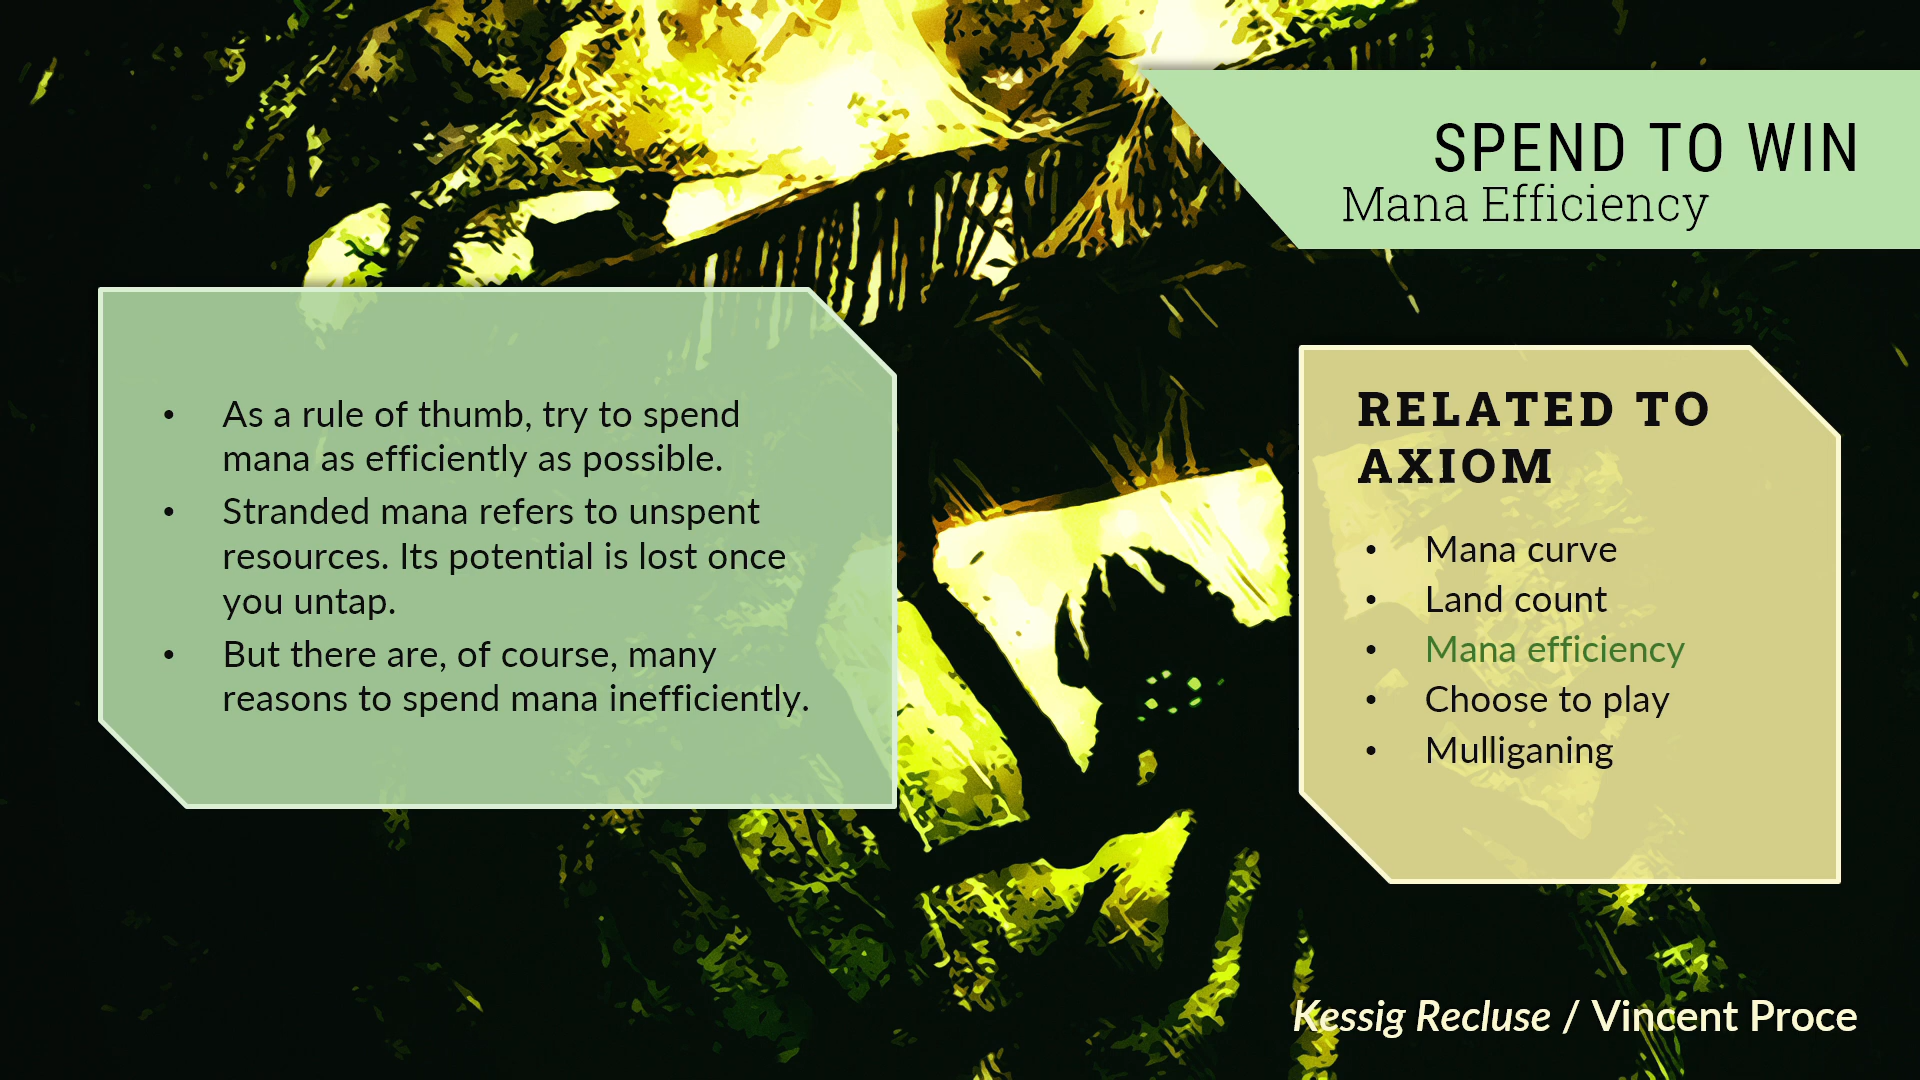 SPEND TO WIN
Mana Efficiency
• As a rule of thumb, try to spend
mana as efficiently as possible.
• Stranded mana refers to unspent
resources. Its potential is lost once
you untap.
• But there are, of course, many
reasons to spend mana inefficiently.
RELATED TO
AXIOM
• Mana curve
• Land count
• Mana efficiency
• Choose to play
• Mulliganing
Kessig Recluse / Vincent Proce